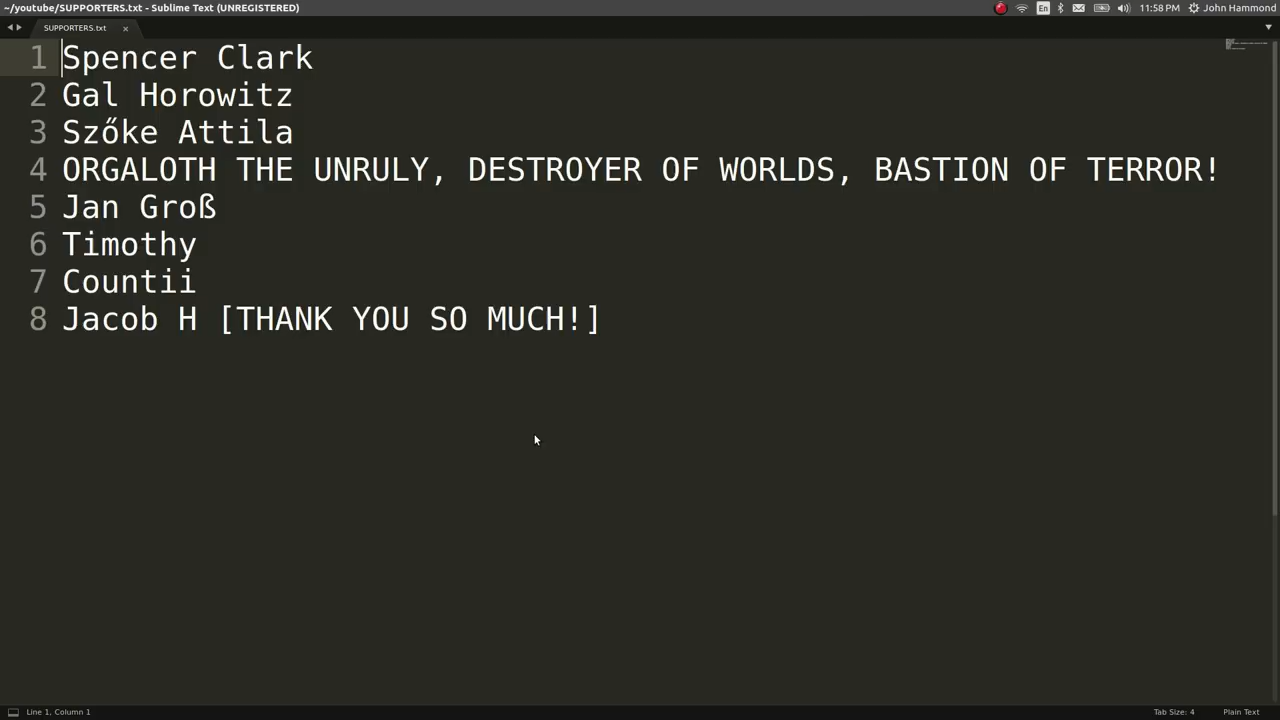 ~/youtube/SUPPORTERS.txt - Sublime Text (UNREGISTERED)
En
11:58 PM
John Hammond
SUPPORTERS.txt
1 Spencer Clark
2 Gal Horowitz
3 Szőke Attila
4 ORGALOTH THE UNRULY, DESTROYER OF WORLDS, BASTION OF TERROR!
5 Jan Groß
6 Timothy
7 Countii
8 Jacob H [THANK YOU SO MUCH!]
Line 1, Column 1
Tab Size: 4
Plain Text